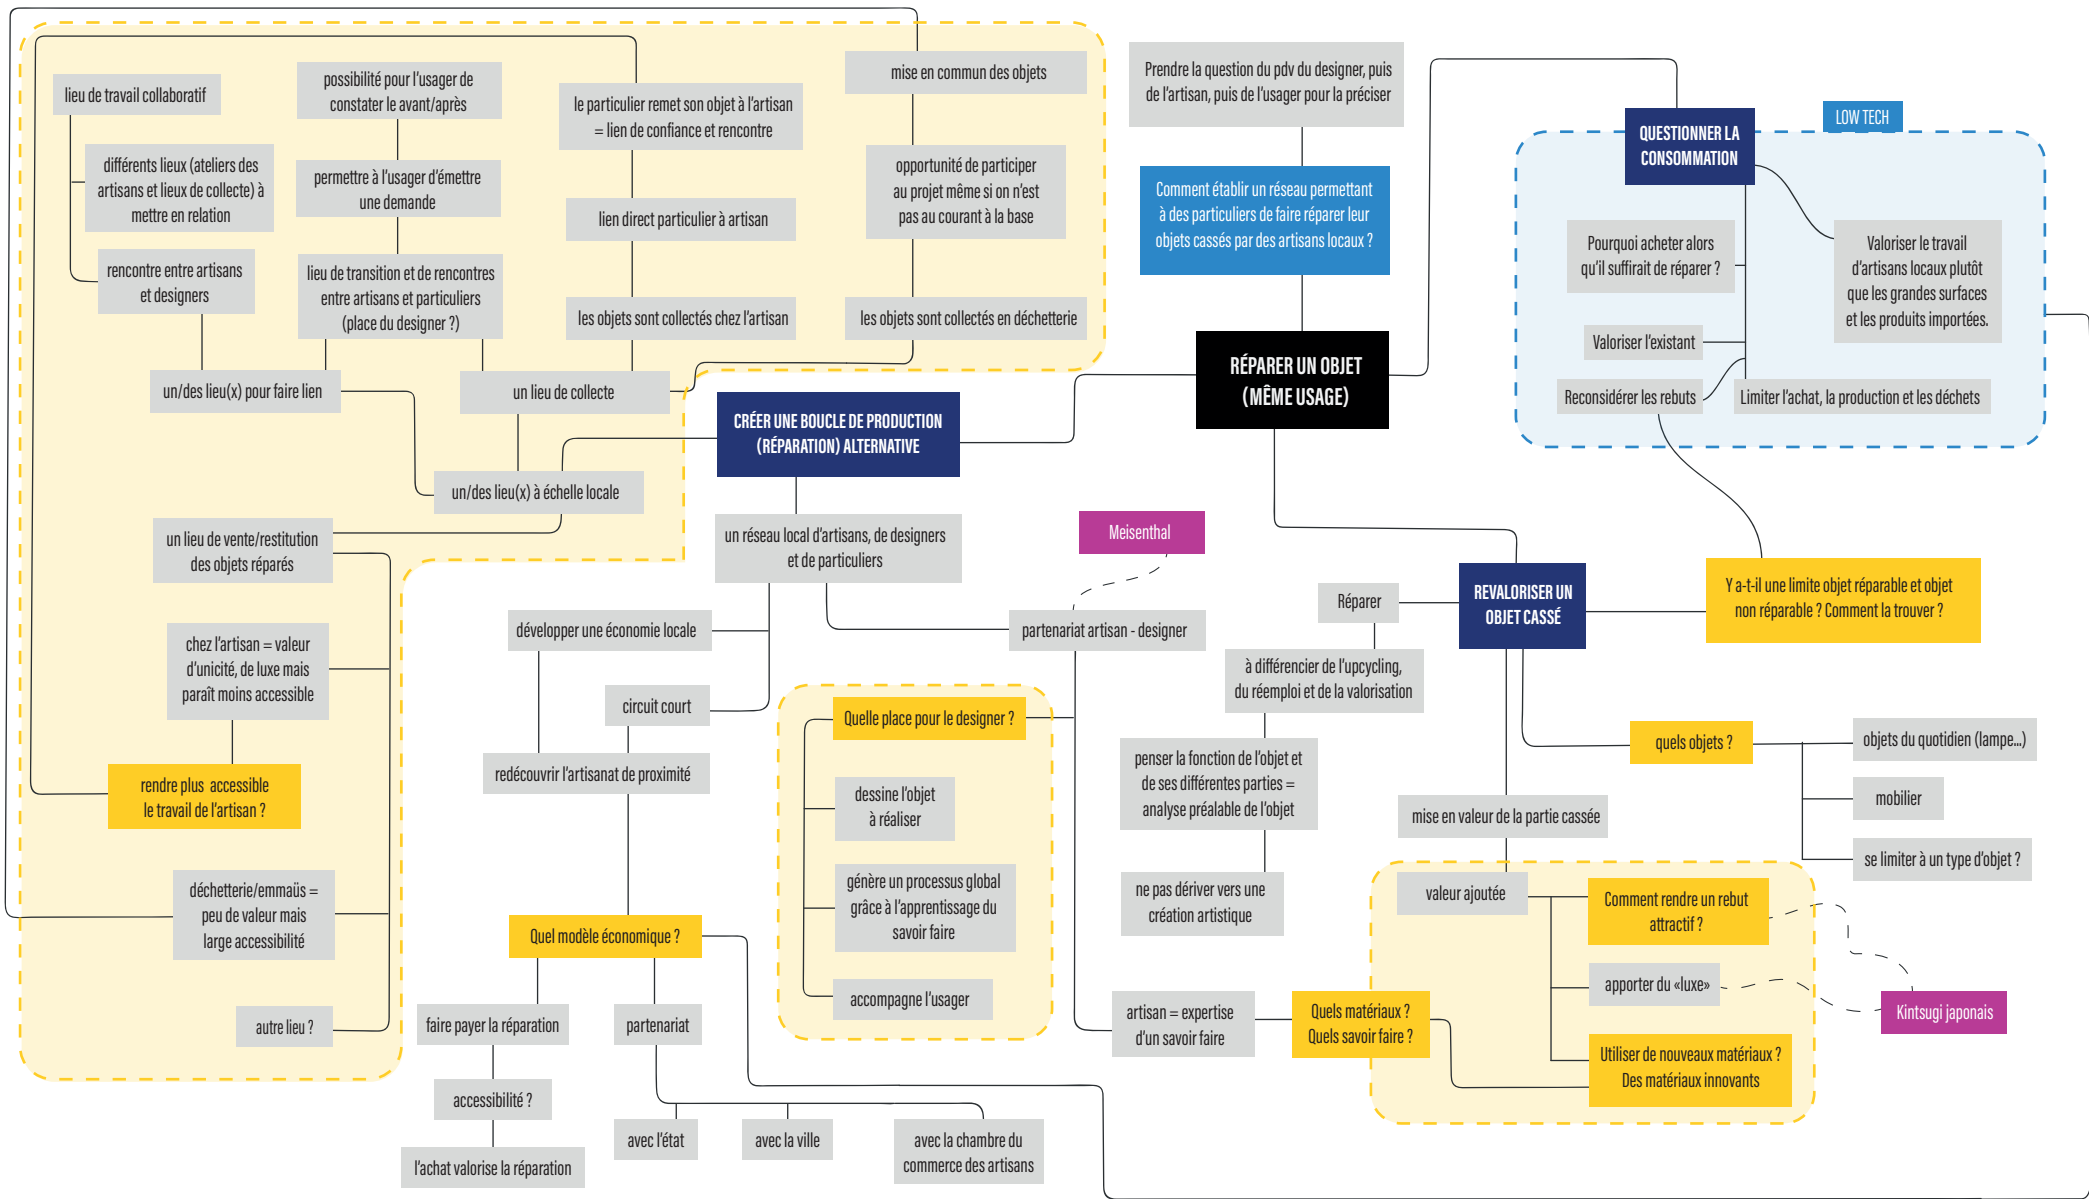 lieu de travail collaboratif
différents lieux (ateliers des
artisans et lieux de collecte) à
mettre en relation
rencontre entre artisans
et designers
un/des lieu(x) pour faire lien
possibilité pour l'usager de
constater le avant/après
permettre à l'usager d'émettre
une demande
lieu de transition et de rencontres
entre artisans et particuliers
(place du designer ?)
le particulier remet son objet à l'artisan
= lien de confiance et rencontre
lien direct particulier à artisan
les objets sont collectés chez l'artisan
mise en commun des objets
opportunité de participer
au projet même si on n'est
pas au courant à la base
les objets sont collectés en déchetterie
un lieu de collecte
un/des lieu(x) à échelle locale
un lieu de vente/restitution
des objets réparés
chez l'artisan = valeur
d'unicité, de luxe mais
paraît moins accessible
rendre plus  accessible
le travail de l'artisan ?
déchetterie/emmaüs =
peu de valeur mais
large accessibilité
autre lieu ?
Prendre la question du pdv du designer, puis
de l'artisan, puis de l'usager pour la préciser
Comment établir un réseau permettant
à des particuliers de faire réparer leur
objets cassés par des artisans locaux ?
RÉPARER UN OBJET
(MÊME USAGE)
CRÉER UNE BOUCLE DE PRODUCTION
(RÉPARATION) ALTERNATIVE
un réseau local d'artisans, de designers
et de particuliers
développer une économie locale
circuit court
redécouvrir l'artisanat de proximité
Quel modèle économique ?
faire payer la réparation
accessibilité ?
l'achat valorise la réparation
partenariat
avec l'état
avec la ville
avec la chambre du
commerce des artisans
Meisenthal
partenariat artisan - designer
Quelle place pour le designer ?
dessine l'objet
à réaliser
génère un processus global
grâce à l'apprentissage du
savoir faire
accompagne l'usager
artisan = expertise
d'un savoir faire
Quels matériaux ?
Quels savoir faire ?
LOW TECH
QUESTIONNER LA
CONSOMMATION
Pourquoi acheter alors
qu'il suffirait de réparer ?
Valoriser l'existant
Reconsidérer les rebuts
Limiter l'achat, la production et les déchets
Valoriser le travail
d'artisans locaux plutôt
que les grandes surfaces
et les produits importées.
REVALORISER UN
OBJET CASSÉ
Y a-t-il une limite objet réparable et objet
non réparable ? Comment la trouver ?
Réparer
à différencier de l'upcycling,
du réemploi et de la valorisation
penser la fonction de l'objet et
de ses différentes parties =
analyse préalable de l'objet
ne pas dériver vers une
création artistique
quels objets ?
objets du quotidien (lampe...)
mobilier
se limiter à un type d'objet ?
mise en valeur de la partie cassée
valeur ajoutée
Comment rendre un rebut
attractif ?
apporter du «luxe»
Utiliser de nouveaux matériaux ?
Des matériaux innovants
Kintsugi japonais